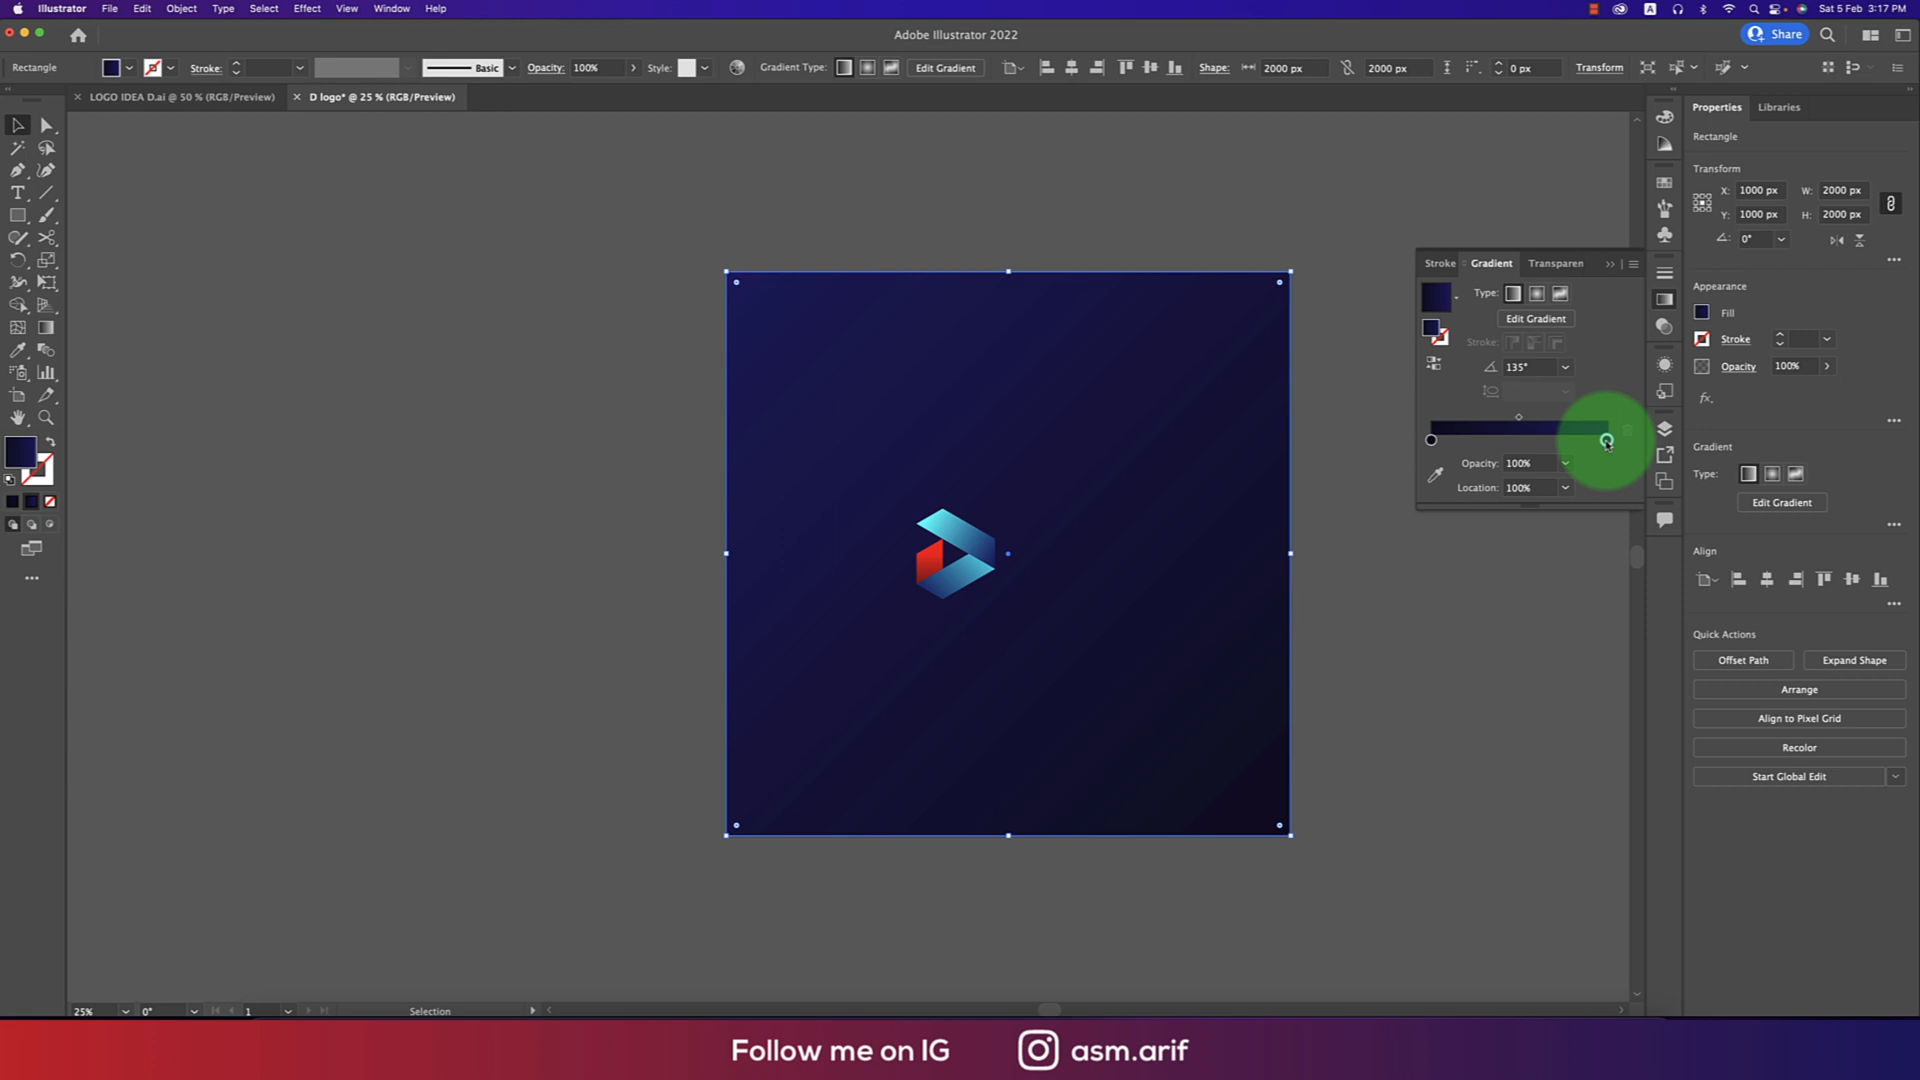 Illustrator File Edit Object Type Select Effect View Window Help
A Sat 5 Feb 3:17 PM
Adobe Illustrator 2022
Share
Rectangle Stroke: Basic Opacity: 100% Style: Gradient Type: Edit Gradient Shape: 2000 px 2000 px 0 px Transform
LOGO IDEA D.ai @ 50 % (RGB/Preview) D logo* @ 25 % (RGB/Preview)
Properties Libraries
Rectangle
Transform
X: 1000 px W: 2000 px
Y: 1000 px H: 2000 px
0°
Stroke Gradient Transparen
Type:
Edit Gradient
Stroke:
135°
Opacity: 100%
Location: 100%
Appearance
Fill
Stroke
Opacity 100%
fx.
Gradient
Type:
Edit Gradient
Align
Quick Actions
Offset Path Expand Shape
Arrange
Align to Pixel Grid
Recolor
Start Global Edit
25% 0° 1 Selection
Follow me on IG asm.arif